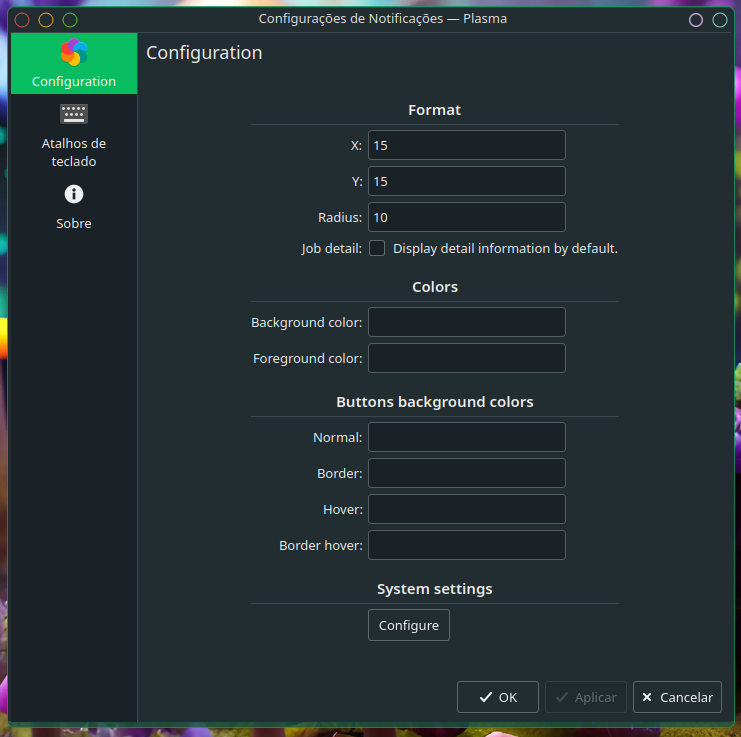 Configurações de Notificações — Plasma
Configuration
Atalhos de
teclado
Sobre
Configuration
Format
X: 15
Y: 15
Radius: 10
Job detail: Display detail information by default.
Colors
Background color:
Foreground color:
Buttons background colors
Normal:
Border:
Hover:
Border hover:
System settings
Configure
OK Aplicar Cancelar